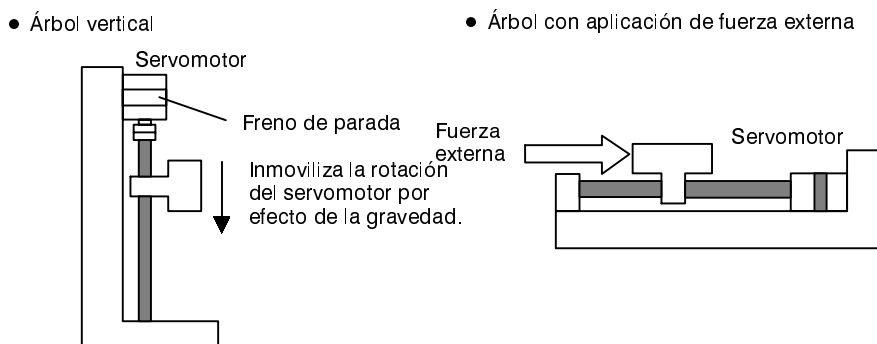 ● Árbol vertical
Servomotor
Freno de parada
Inmoviliza la rotación
del servomotor por
efecto de la gravedad.
● Árbol con aplicación de fuerza externa
Fuerza
externa
Servomotor